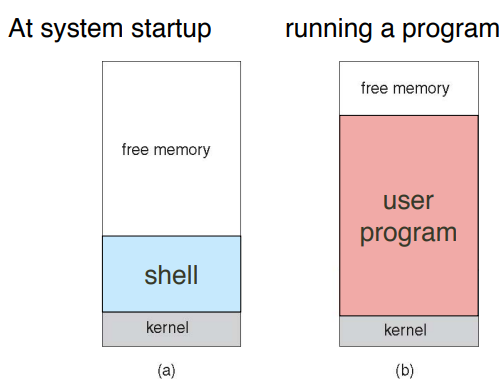 At system startup
running a program
free memory
shell
kernel
(a)
free memory
user
program
kernel
(b)